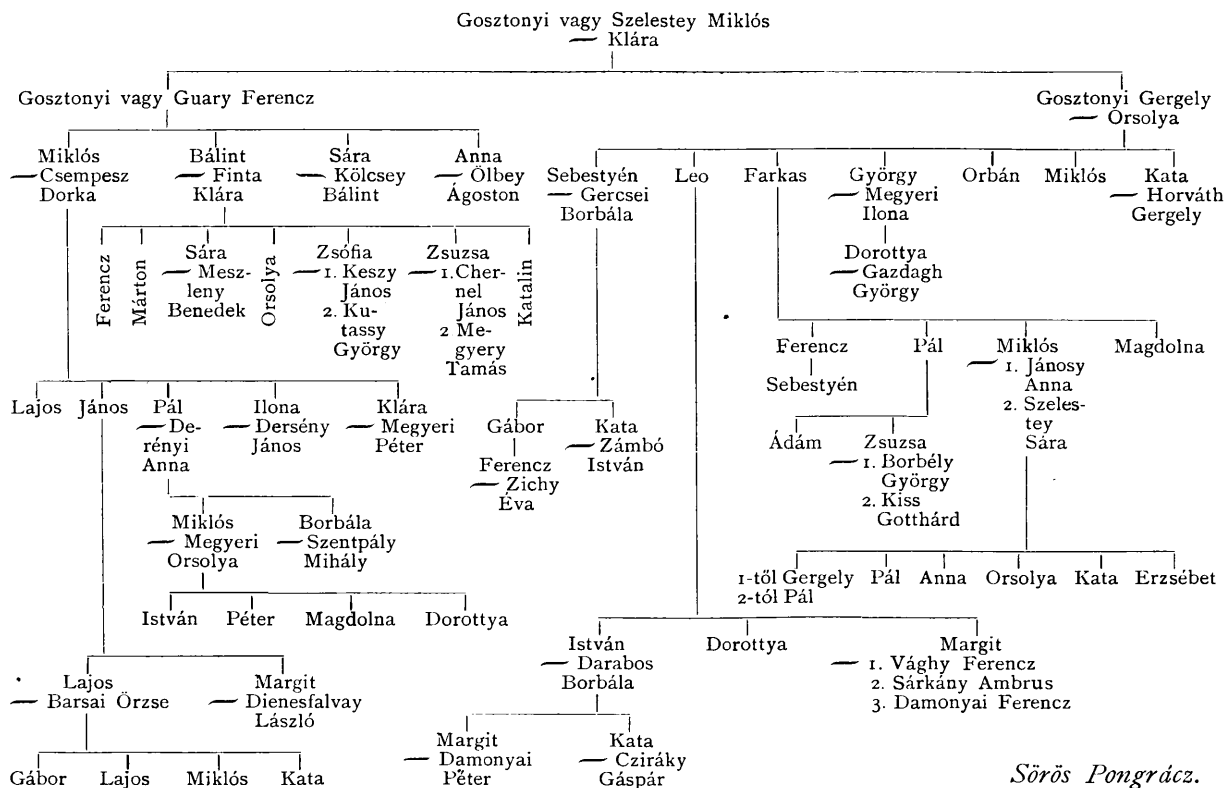 Gosztonyi vagy Szelestey Miklós
— Klára
Gosztonyi vagy Guary Ferencz
Gosztonyi Gergely
— Orsolya
Miklós
— Csempesz
Dorka
Bálint
— Finta
Klára
Sára
— Kölcsey
Bálint
Anna
— Ölbey
Ágoston
Sebestyén
— Gercsei
Borbála
Leo
Farkas
György
— Megyeri
Ilona
Orbán
Miklós
Kata
— Horváth
Gergely
Dorottya
— Gazdagh
György
Ferencz
Márton
Sára
— Mesz-
leny
Benedek
Orsolya
Zsófia
— 1. Keszy
János
2. Ku-
tassy
György
Zsuzsa
— 1. Cher-
nel
János
2 Me-
gyery
Tamás
Katalin
Ferencz
Sebestyén
Pál
Miklós
— 1. Jánosy
Anna
2. Szeles-
tey
Sára
Magdolna
Lajos
János
Pál
— De-
rényi
Anna
Ilona
— Dersény
János
Klára
— Megyeri
Péter
Gábor
Ferencz
— Zichy
Éva
Kata
— Zámbó
István
Ádám
Zsuzsa
— 1. Borbély
György
2. Kiss
Gotthárd
Miklós
— Megyeri
Orsolya
Borbála
— Szentpály
Mihály
1-től Gergely
2-tól Pál
Pál
Anna
Orsolya
Kata
Erzsébet
István
Péter
Magdolna
Dorottya
István
— Darabos
Borbála
Dorottya
Margit
— 1. Vághy Ferencz
2. Sárkány Ambrus
3. Damonyai Ferencz
Lajos
— Barsai Örzse
Margit
— Dienesfalvay
László
Margit
— Damonyai
Péter
Kata
— Cziráky
Gáspár
Gábor
Lajos
Miklós
Kata
Sörös Pongrácz.